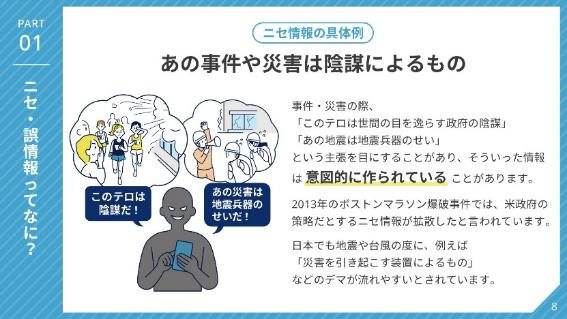 PART
01
ニセ・誤情報ってなに？
ニセ情報の具体例
あの事件や災害は陰謀によるもの
このテロは
陰謀だ！
あの災害は
地震兵器の
せいだ！
事件・災害の際、
「このテロは世間の目を逸らす政府の陰謀」
「あの地震は地震兵器のせい」
という主張を目にすることがあり、そういった情報
は 意図的に作られている ことがあります。
2013年のボストンマラソン爆破事件では、米政府の
策略だとするニセ情報が拡散したと言われています。
日本でも地震や台風の度に、例えば
「災害を引き起こす装置によるもの」
などのデマが流れやすいとされています。
8